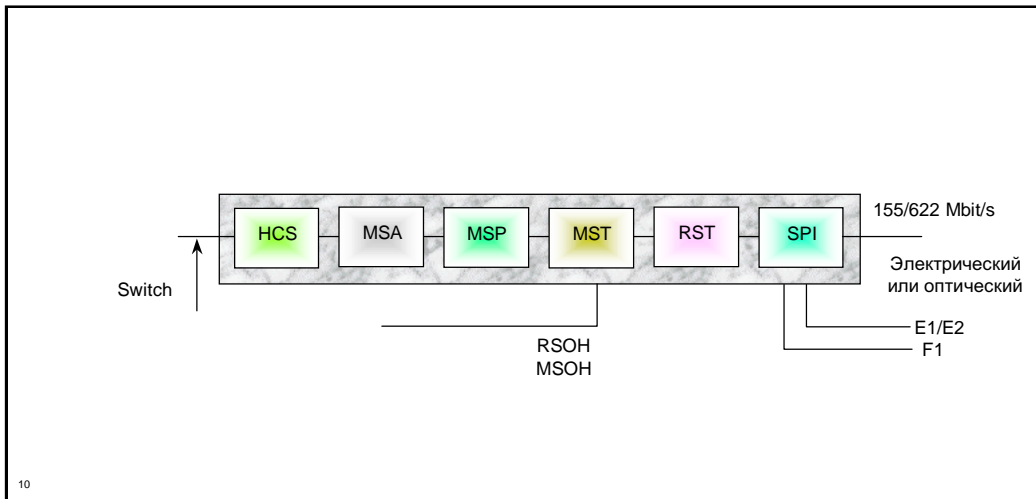 HCS
MSA
MSP
MST
RST
SPI
155/622 Mbit/s
Электрический
или оптический
Switch
E1/E2
F1
RSOH
MSOH
10